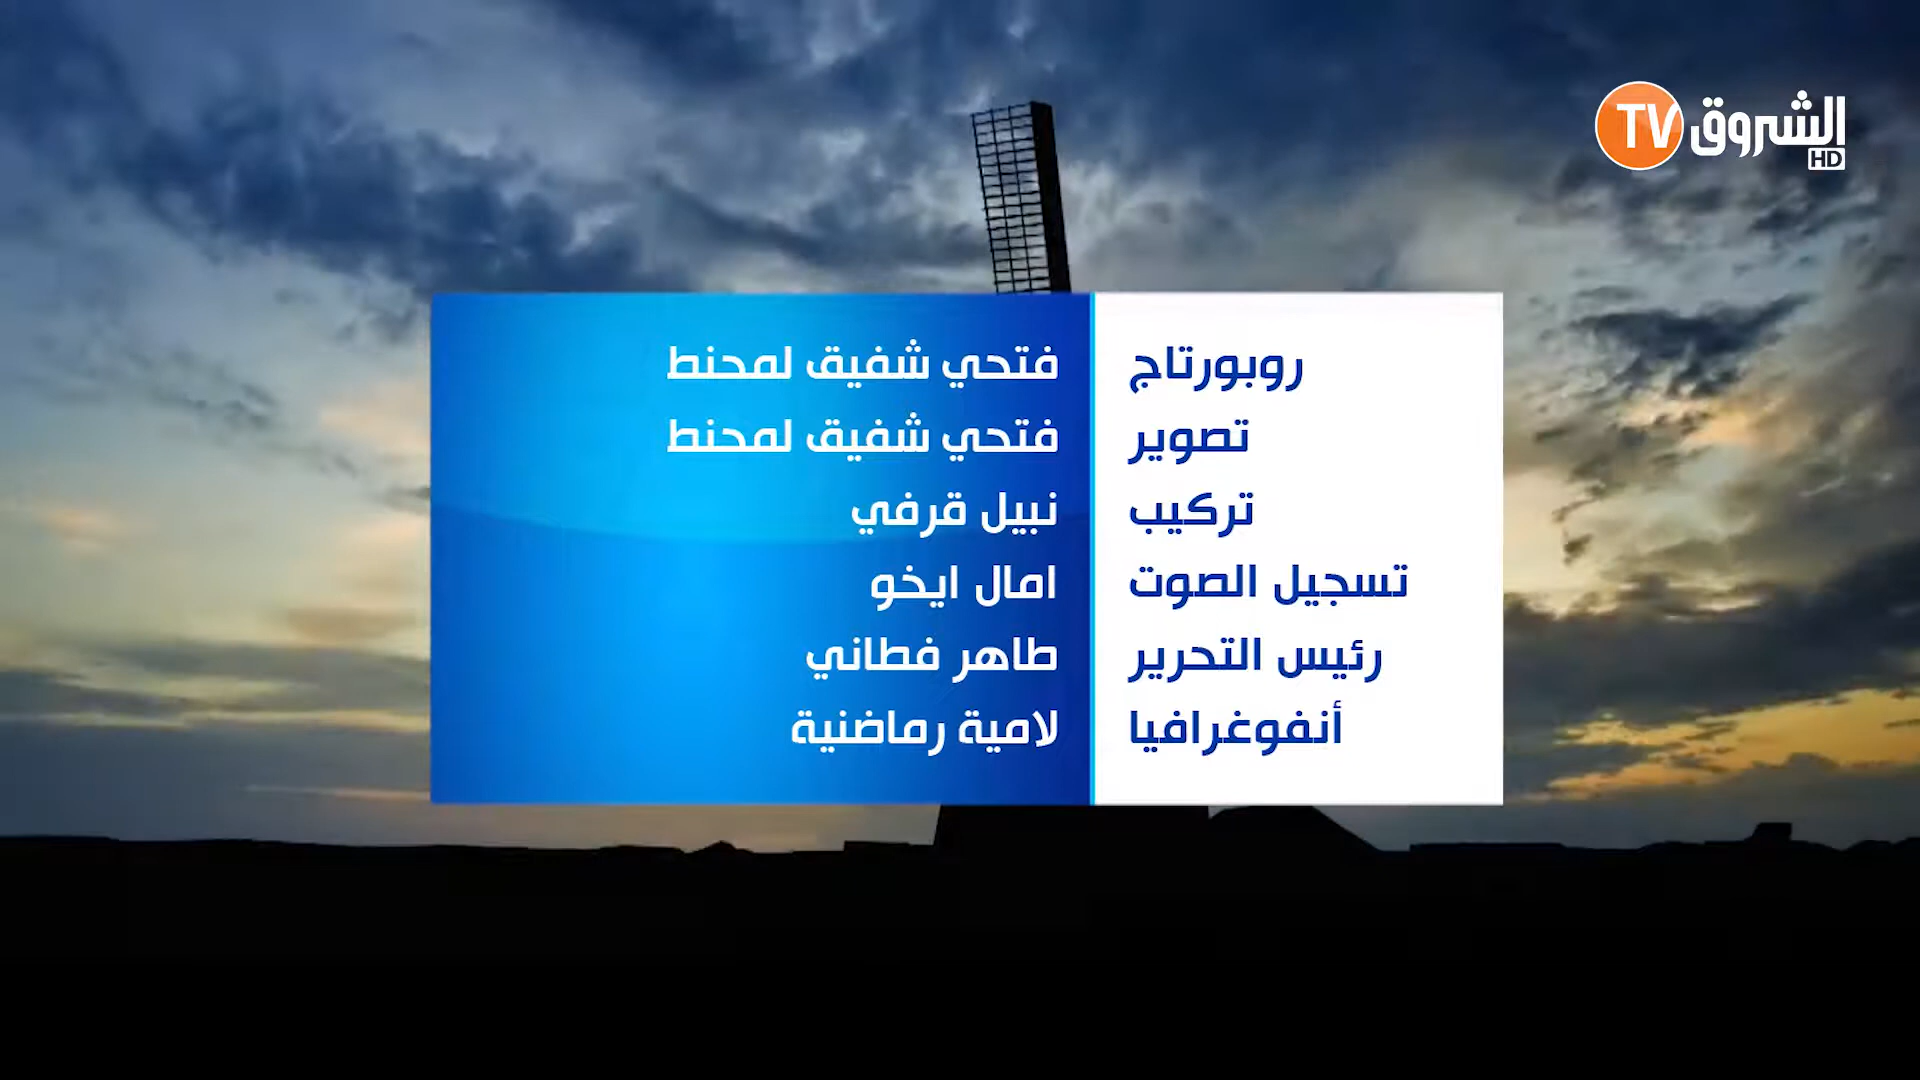 الشروق TV
HD
روبورتاج فتحي شفيق لمحنط
تصوير فتحي شفيق لمحنط
تركيب نبيل قرفي
تسجيل الصوت امال ايخو
رئيس التحرير طاهر فطاني
أنفوغرافيا لامية رماضنية